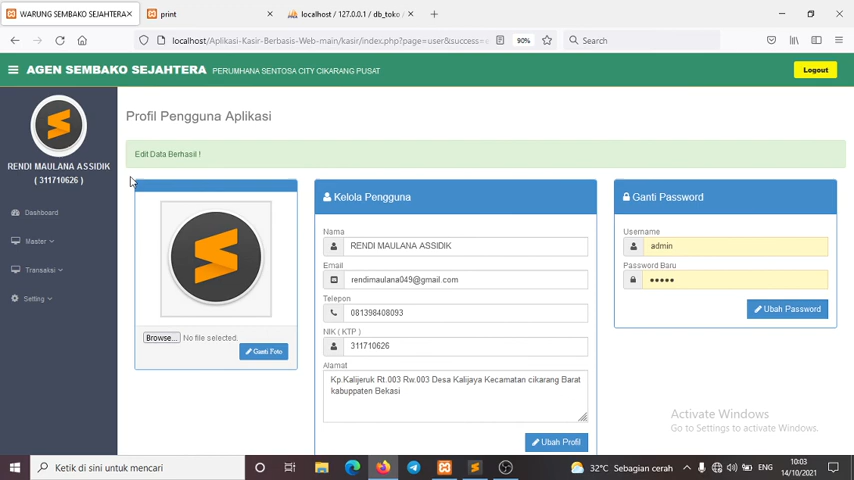 WARUNG SEMBAKO SEJAHTERA
print
localhost / 127.0.0.1 / db_toko /
localhost/Aplikasi-Kasir-Berbasis-Web-main/kasir/index.php?page=user&success=
90%
Search
AGEN SEMBAKO SEJAHTERA PERUMHANA SENTOSA CITY CIKARANG PUSAT
Logout
RENDI MAULANA ASSIDIK
( 311710626 )
Dashboard
Master
Transaksi
Setting
Profil Pengguna Aplikasi
Edit Data Berhasil !
Browse... No file selected.
Ganti Foto
Kelola Pengguna
Nama
RENDI MAULANA ASSIDIK
Email
rendimaulana049@gmail.com
Telepon
081398408093
NIK ( KTP )
311710626
Alamat
Kp.Kalijeruk Rt.003 Rw.003 Desa Kalijaya Kecamatan cikarang Barat
kabuppaten Bekasi
Ubah Profil
Ganti Password
Username
admin
Password Baru
•••••
Ubah Password
Activate Windows
Go to Settings to activate Windows.
Ketik di sini untuk mencari
32°C Sebagian cerah
ENG
10:03
14/10/2021